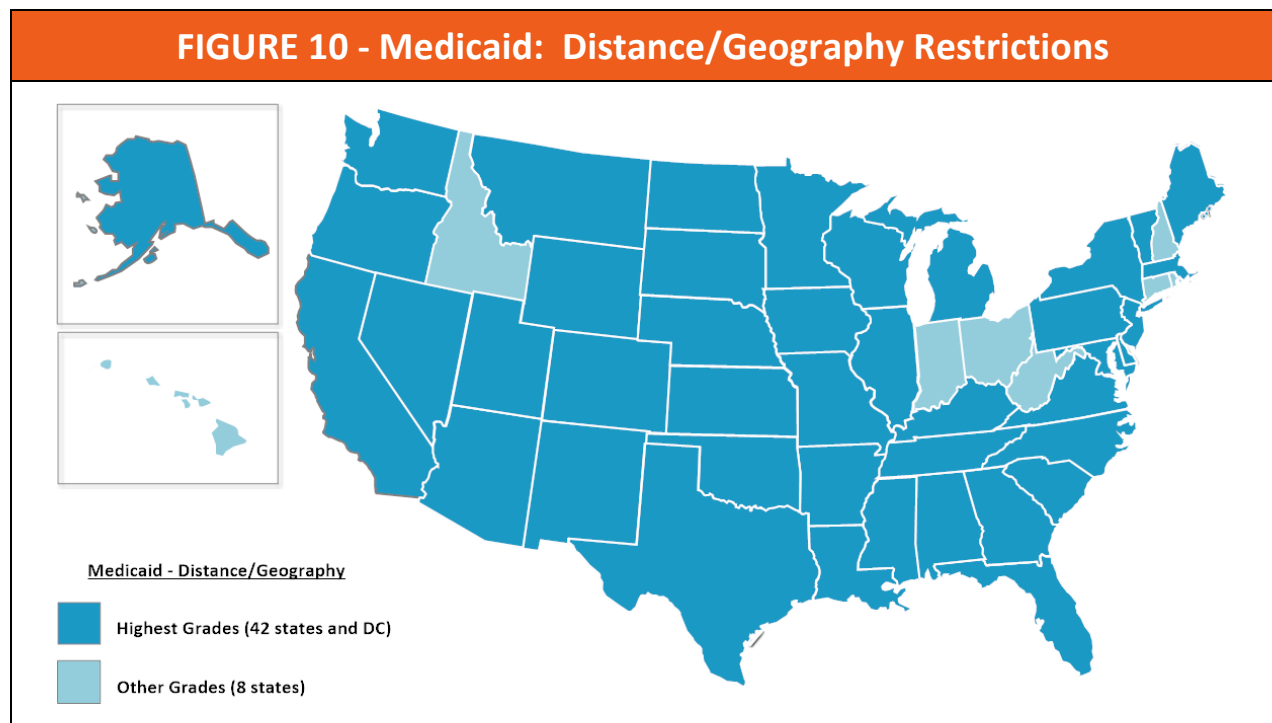 FIGURE 10 - Medicaid: Distance/Geography Restrictions
Medicaid - Distance/Geography
Highest Grades (42 states and DC)
Other Grades (8 states)